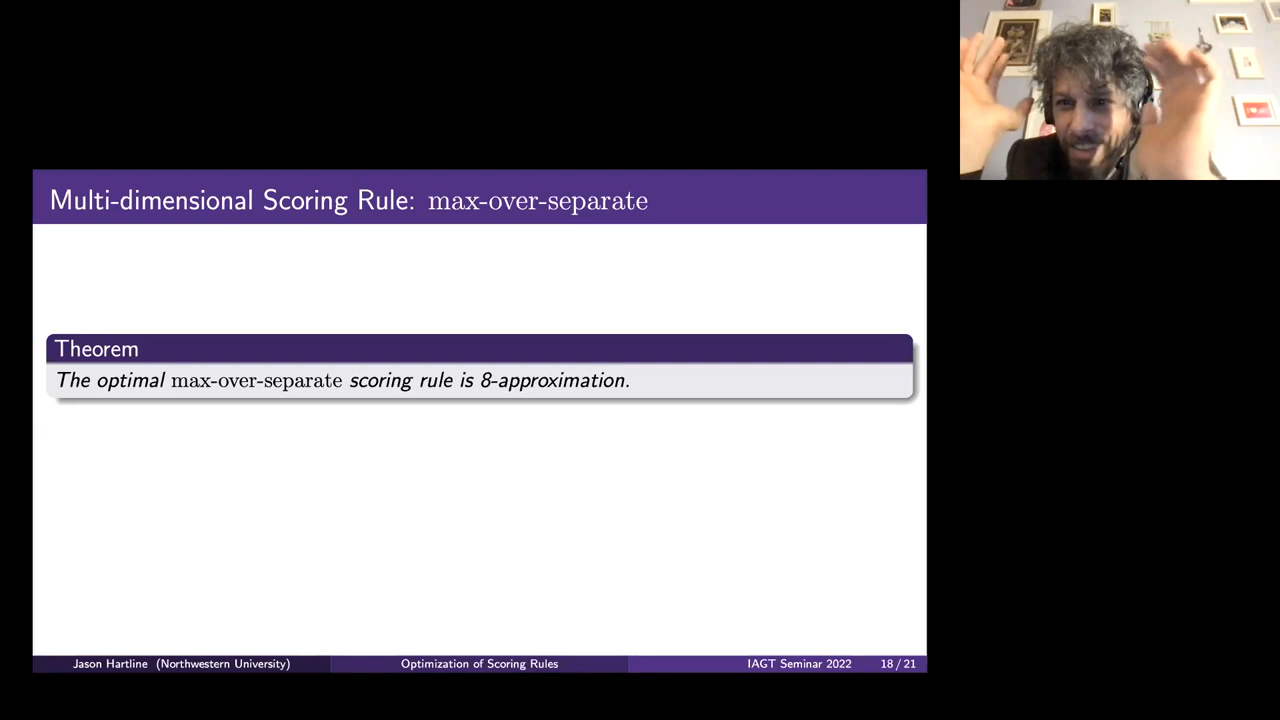 Multi-dimensional Scoring Rule: max-over-separate
Theorem
The optimal max-over-separate scoring rule is 8-approximation.
Jason Hartline (Northwestern University)
Optimization of Scoring Rules
IAGT Seminar 2022
18 / 21